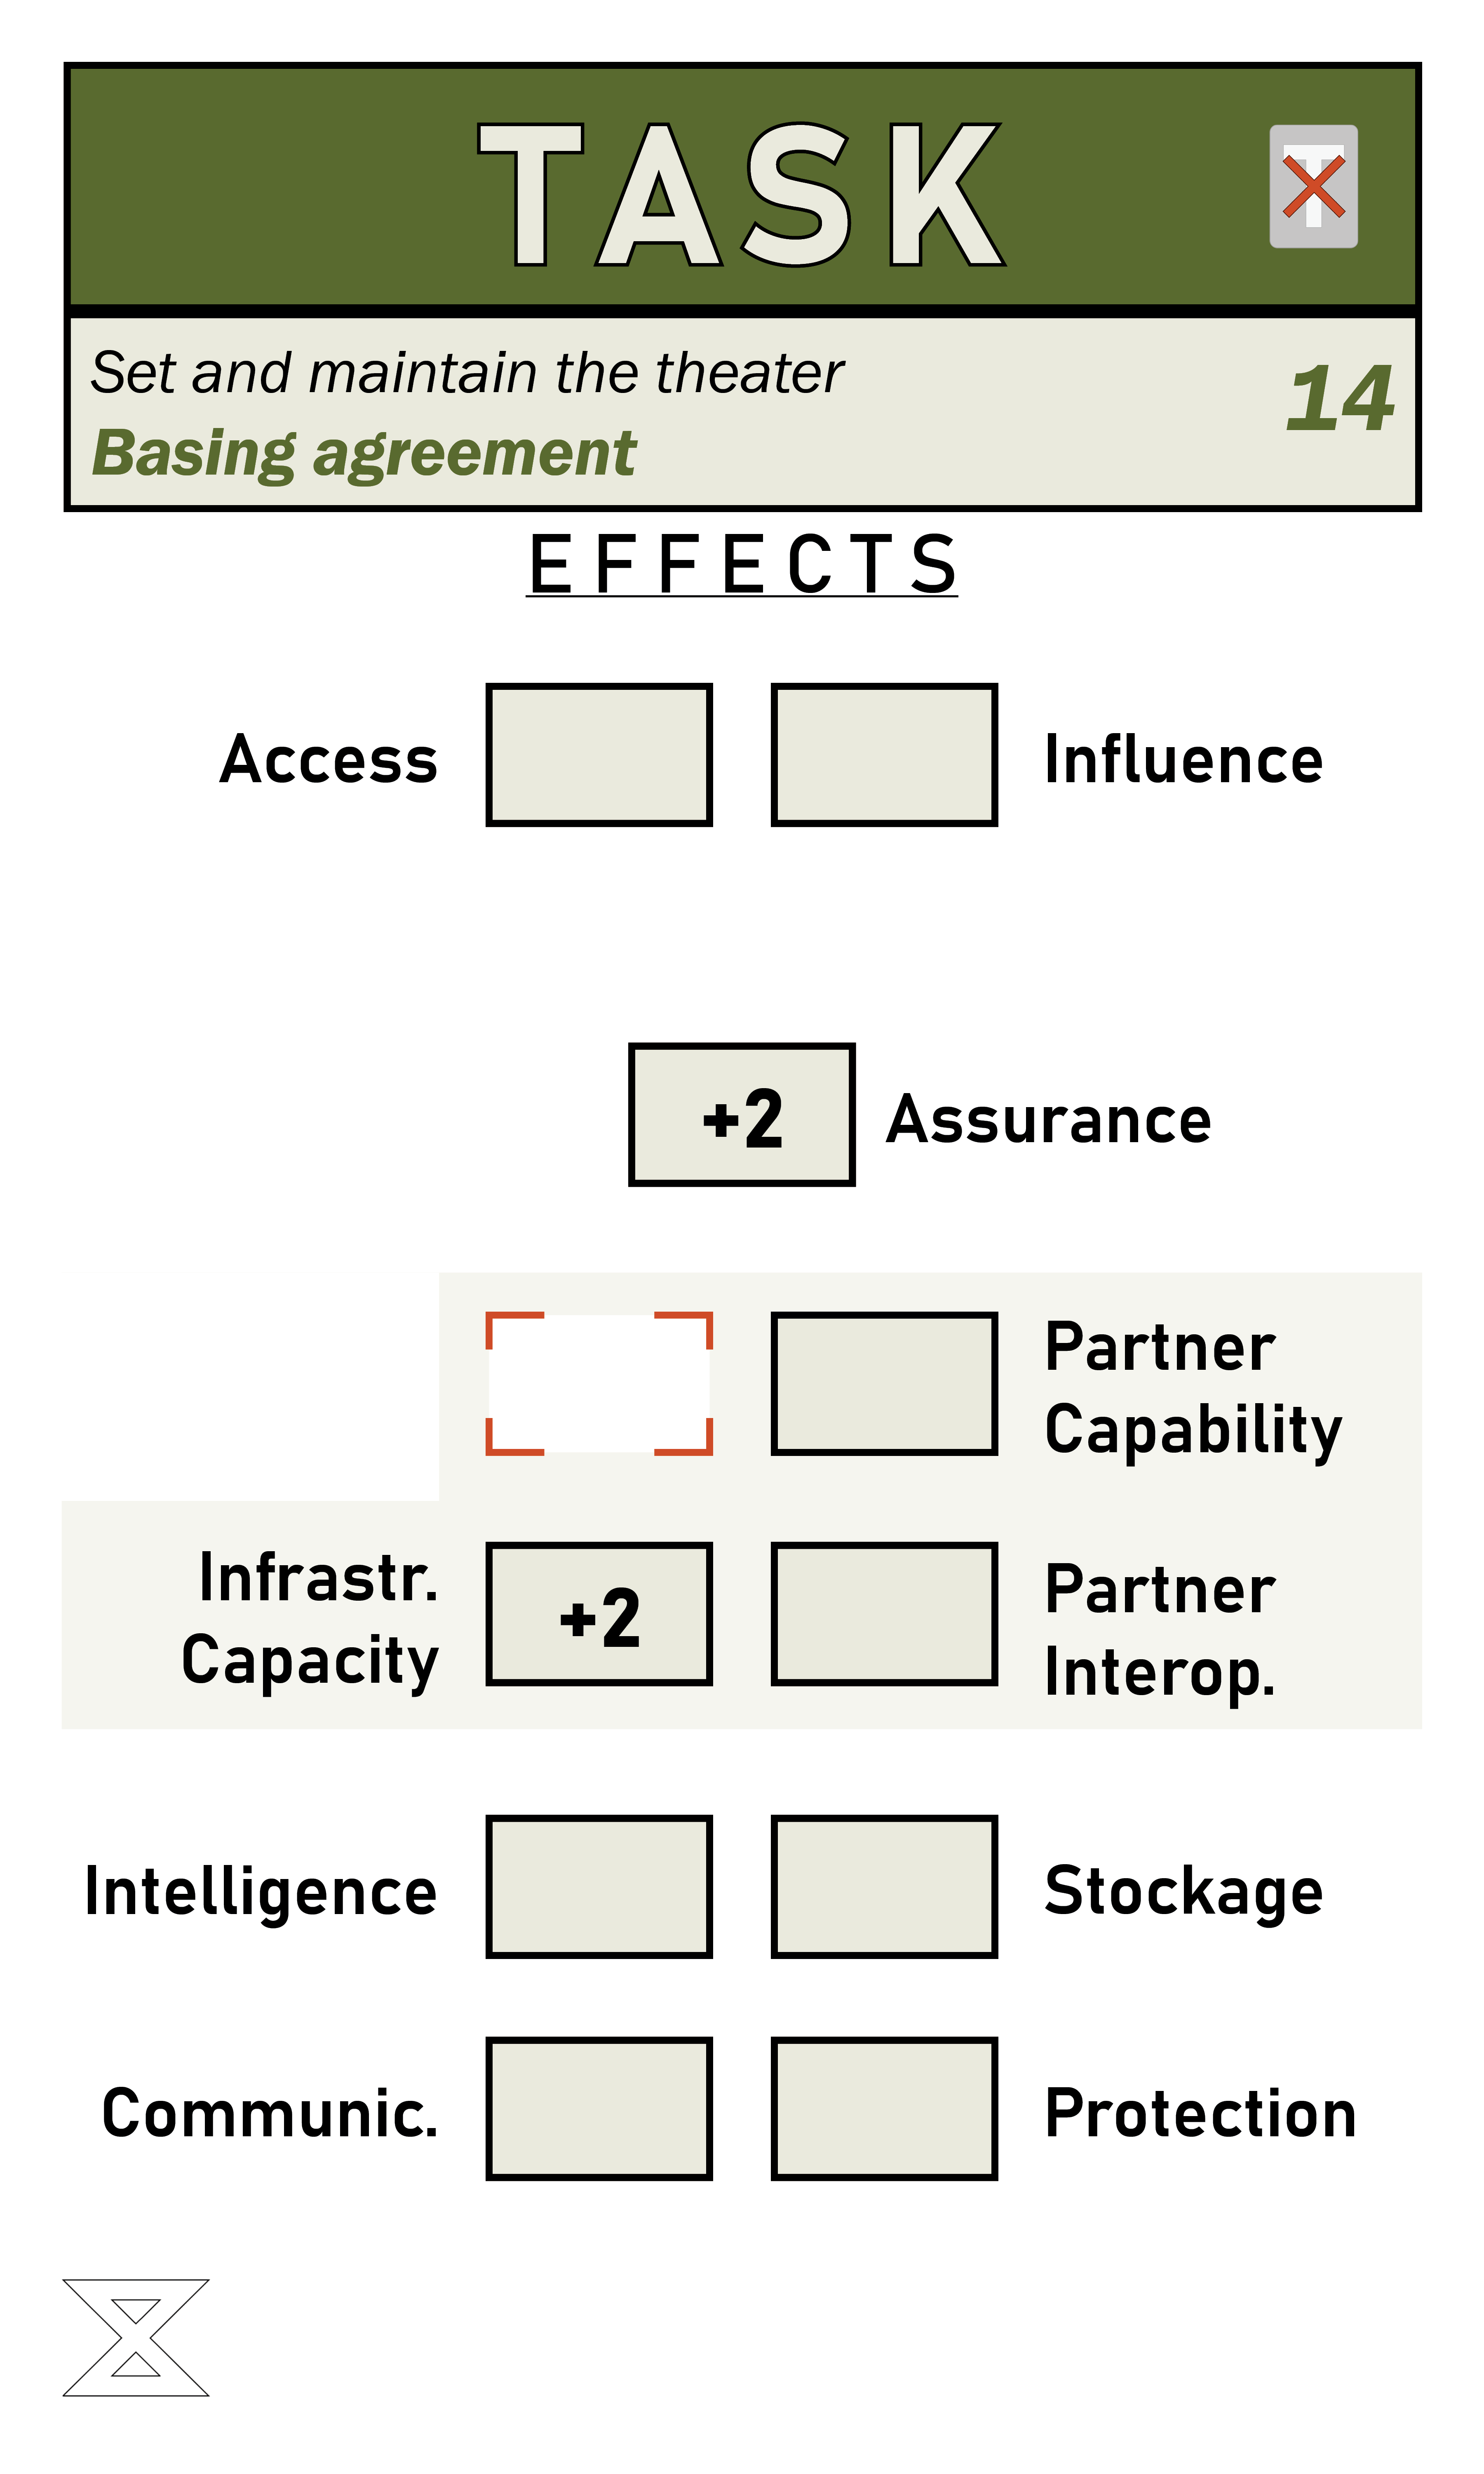 TASK
T
Set and maintain the theater
14
Basing agreement
EFFECTS
Access
Influence
+2
Assurance
Partner
Capability
Infrastr.
Capacity
+2
Partner
Interop.
Intelligence
Stockage
Communic.
Protection